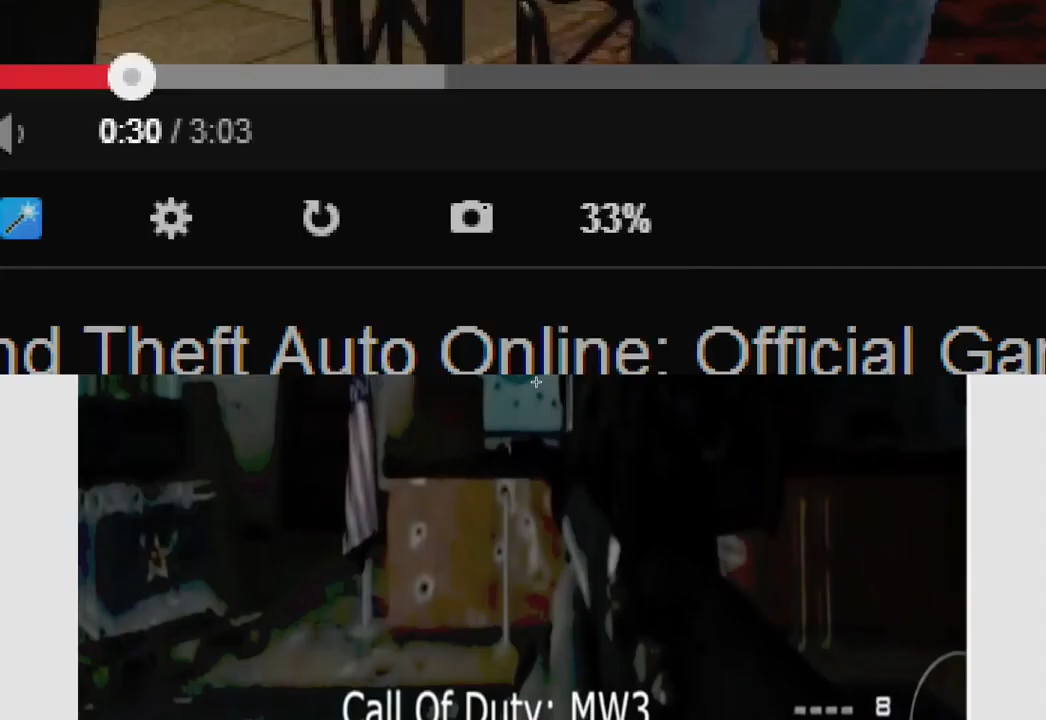 0:30 / 3:03
33%
nd Theft Auto Online: Official Gar
Call Of Duty: MW3
---- 8